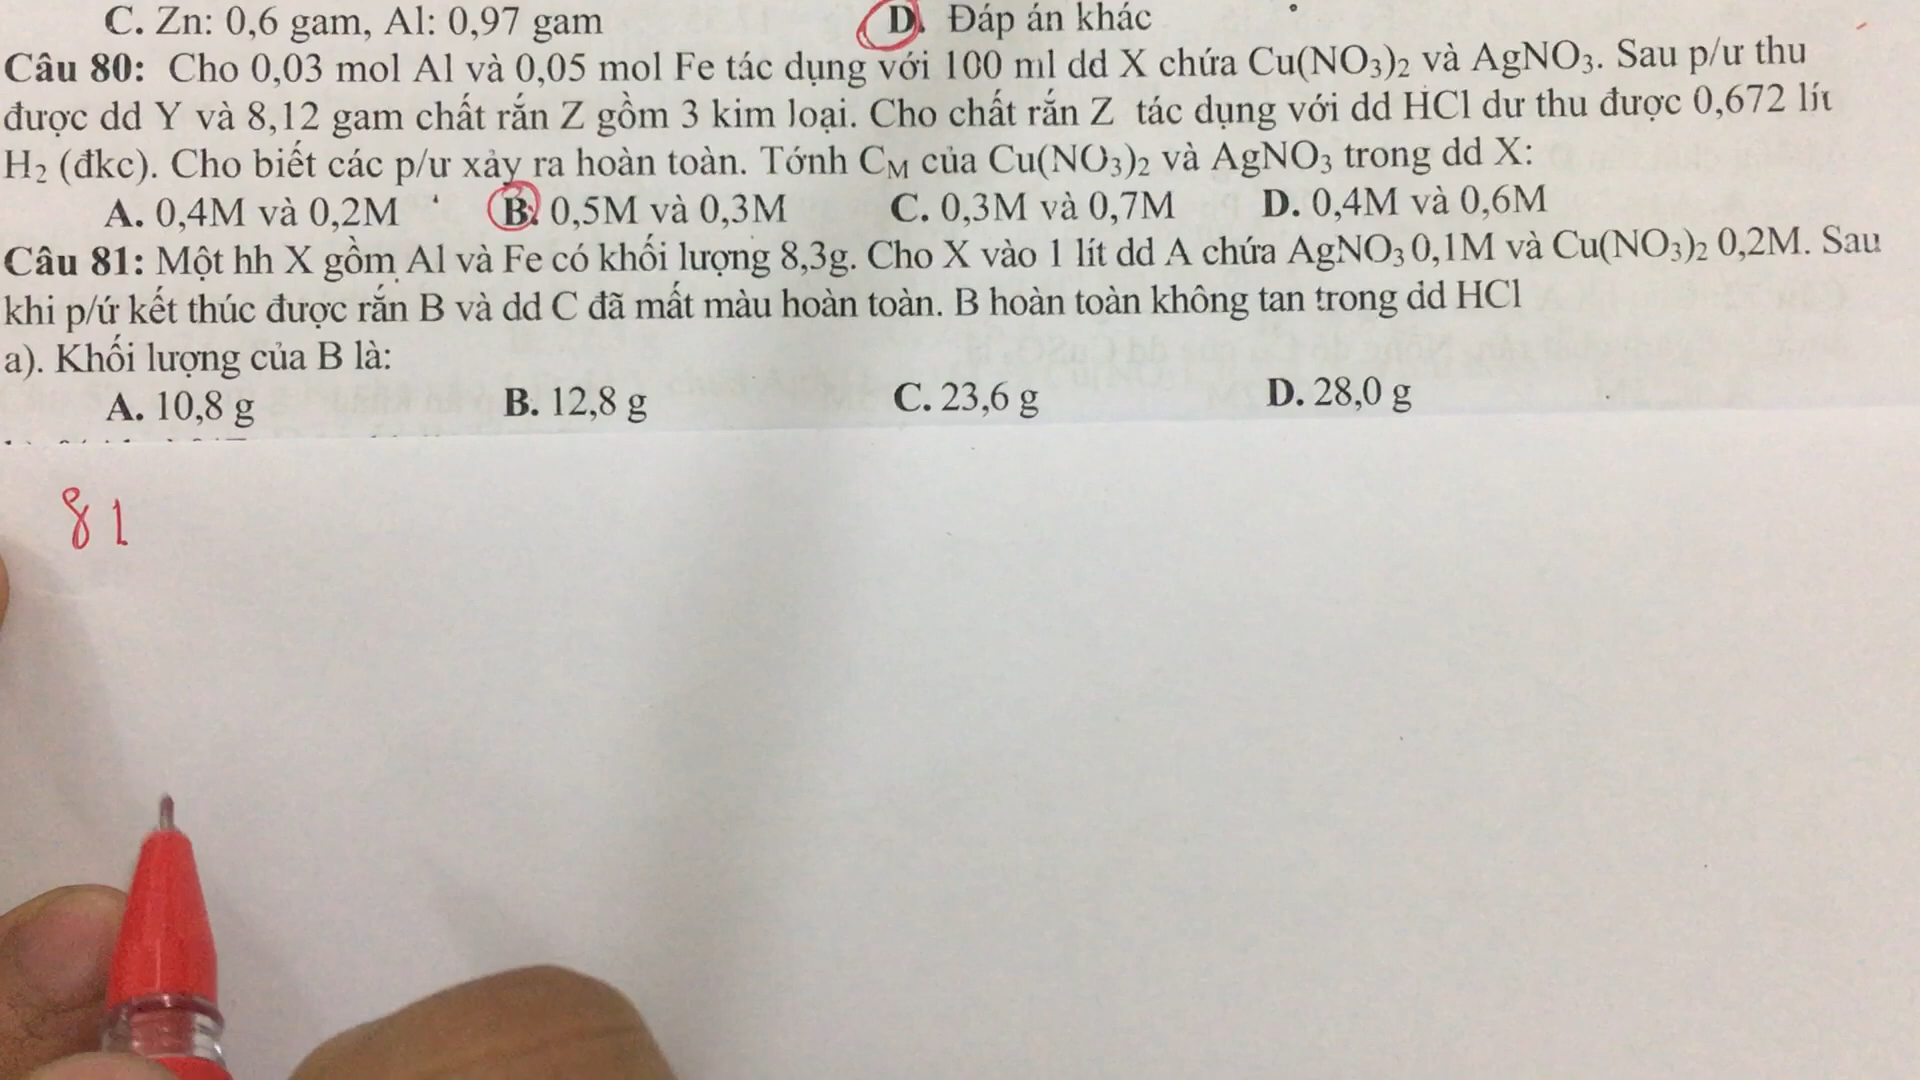 C. Zn: 0,6 gam, Al: 0,97 gam D. Đáp án khác
Câu 80: Cho 0,03 mol Al và 0,05 mol Fe tác dụng với 100 ml dd X chứa Cu(NO₃)₂ và AgNO₃. Sau p/ư thu
được dd Y và 8,12 gam chất rắn Z gồm 3 kim loại. Cho chất rắn Z tác dụng với dd HCl dư thu được 0,672 lít
H₂ (đkc). Cho biết các p/ư xảy ra hoàn toàn. Tớnh C_M của Cu(NO₃)₂ và AgNO₃ trong dd X:
A. 0,4M và 0,2M B. 0,5M và 0,3M C. 0,3M và 0,7M D. 0,4M và 0,6M
Câu 81: Một hh X gồm Al và Fe có khối lượng 8,3g. Cho X vào 1 lít dd A chứa AgNO₃ 0,1M và Cu(NO₃)₂ 0,2M. Sau
khi p/ứ kết thúc được rắn B và dd C đã mất màu hoàn toàn. B hoàn toàn không tan trong dd HCl
a). Khối lượng của B là:
A. 10,8 g B. 12,8 g C. 23,6 g D. 28,0 g
81